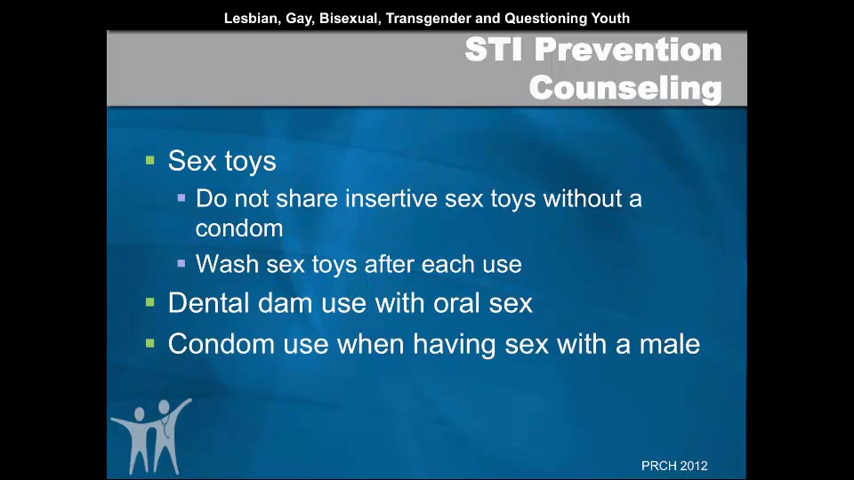 Lesbian, Gay, Bisexual, Transgender and Questioning Youth
STI Prevention
Counseling
Sex toys
Do not share insertive sex toys without a
condom
Wash sex toys after each use
Dental dam use with oral sex
Condom use when having sex with a male
PRCH 2012